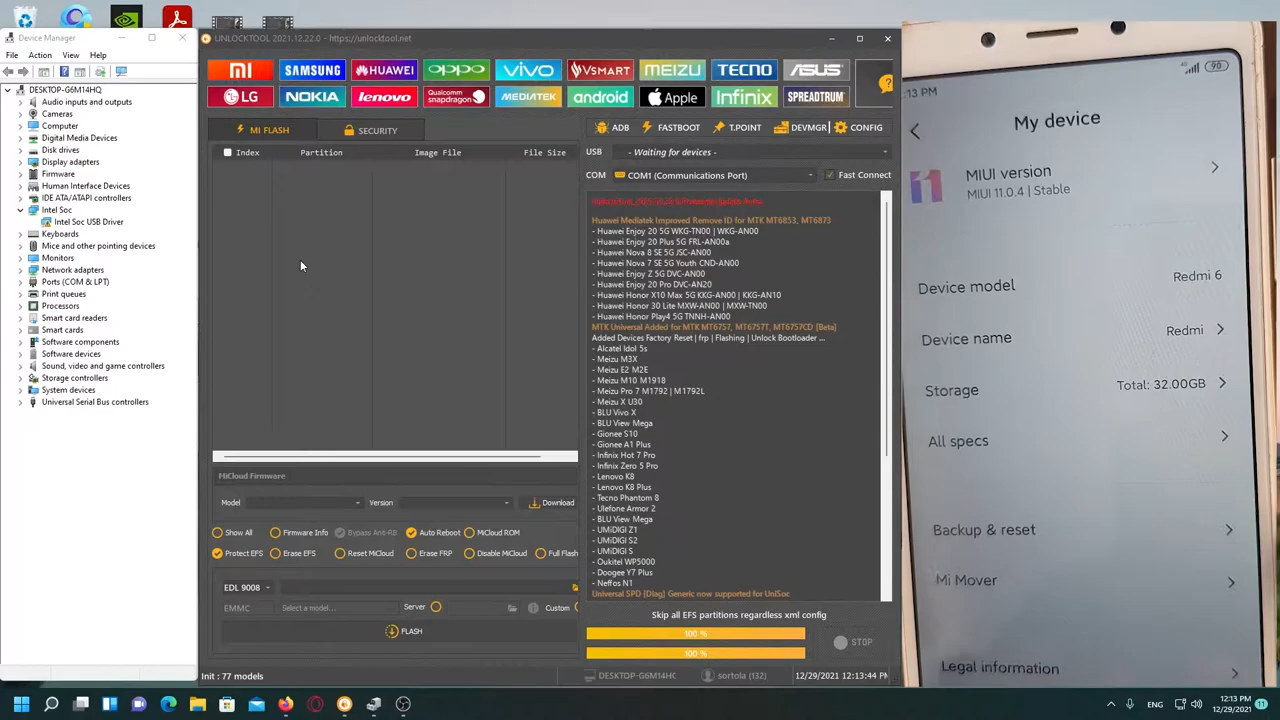 Device Manager
File Action View Help
DESKTOP-G6M14HQ
Audio inputs and outputs
Cameras
Computer
Digital Media Devices
Disk drives
Display adapters
Firmware
Human Interface Devices
IDE ATA/ATAPI controllers
Intel Soc
Intel Soc USB Driver
Keyboards
Mice and other pointing devices
Monitors
Network adapters
Ports (COM & LPT)
Print queues
Processors
Smart card readers
Smart cards
Software components
Software devices
Sound, video and game controllers
Storage controllers
System devices
Universal Serial Bus controllers
UNLOCKTOOL 2021.12.22.0 - https://unlocktool.net
MI SAMSUNG HUAWEI OPPO VIVO VSMART MEIZU TECNO ASUS
LG NOKIA lenovo Qualcomm snapdragon MEDIATEK android Apple Infinix SPREADTRUM
MI FLASH SECURITY
Index Partition Image File File Size
MiCloud Firmware
Model Version Download
Show All Firmware Info Bypass Anti-RB Auto Reboot MiCloud ROM
Protect EFS Erase EFS Reset MiCloud Erase FRP Disable MiCloud Full Flash
EDL 9008
EMMC Select a model... Server Custom
FLASH
Init : 77 models
ADB FASTBOOT T.POINT DEVMGR CONFIG
USB - Waiting for devices -
COM COM1 (Communications Port) Fast Connect
Huawei Mediatek Improved Remove ID for MTK MT6853, MT6873
- Huawei Enjoy 20 5G WKG-TN00 | WKG-AN00
- Huawei Enjoy 20 Plus 5G FRL-AN00a
- Huawei Nova 8 SE 5G JSC-AN00
- Huawei Nova 7 SE 5G Youth CND-AN00
- Huawei Enjoy Z 5G DVC-AN00
- Huawei Enjoy 20 Pro DVC-AN20
- Huawei Honor X10 Max 5G KKG-AN00 | KKG-AN10
- Huawei Honor 30 Lite MXW-AN00 | MXW-TN00
- Huawei Honor Play4 5G TNNH-AN00
MTK Universal Added for MTK MT6757, MT6757T, MT6757CD [Beta]
Added Devices Factory Reset | frp | Flashing | Unlock Bootloader ...
- Alcatel Idol 5s
- Meizu M3X
- Meizu E2 M2E
- Meizu M10 M1918
- Meizu Pro 7 M1792 | M1792L
- Meizu X U30
- BLU Vivo X
- BLU View Mega
- Gionee S10
- Gionee A1 Plus
- Infinix Hot 7 Pro
- Infinix Zero 5 Pro
- Lenovo K8
- Lenovo K8 Plus
- Tecno Phantom 8
- Ulefone Armor 2
- BLU View Mega
- UMiDIGI Z1
- UMiDIGI S2
- UMiDIGI S
- Oukitel WP5000
- Doogee Y7 Plus
- Neffos N1
Universal SPD [Diag] Generic now supported for UniSoc
Skip all EFS partitions regardless xml config
100 %
100 %
STOP
DESKTOP-G6M14HQ sortola (132) 12/29/2021 12:13:44 PM
:13 PM 4G 90
My device
MIUI version
MIUI 11.0.4 | Stable
Device model Redmi 6
Device name Redmi
Storage Total: 32.00GB
All specs
Backup & reset
Mi Mover
Legal information
ENG 12:13 PM
12/29/2021 11